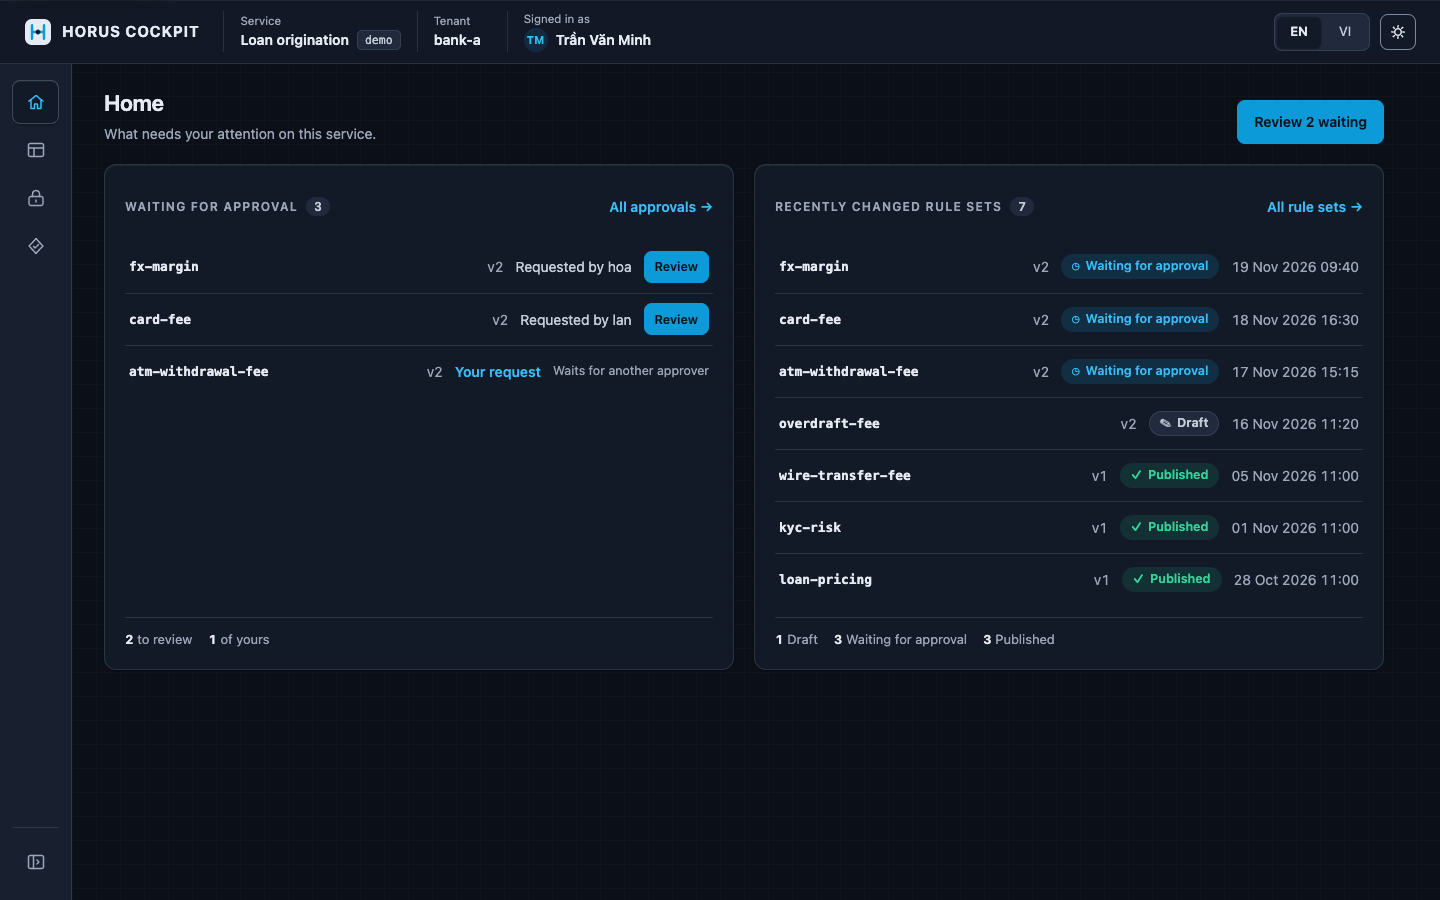 HORUS COCKPIT
Service
Loan origination demo
Tenant
bank-a
Signed in as
TM Trần Văn Minh
EN VI
Home
What needs your attention on this service.
Review 2 waiting
WAITING FOR APPROVAL 3
All approvals →
fx-margin v2 Requested by hoa Review
card-fee v2 Requested by lan Review
atm-withdrawal-fee v2 Your request Waits for another approver
2 to review 1 of yours
RECENTLY CHANGED RULE SETS 7
All rule sets →
fx-margin v2 Waiting for approval 19 Nov 2026 09:40
card-fee v2 Waiting for approval 18 Nov 2026 16:30
atm-withdrawal-fee v2 Waiting for approval 17 Nov 2026 15:15
overdraft-fee v2 Draft 16 Nov 2026 11:20
wire-transfer-fee v1 ✓ Published 05 Nov 2026 11:00
kyc-risk v1 ✓ Published 01 Nov 2026 11:00
loan-pricing v1 ✓ Published 28 Oct 2026 11:00
1 Draft 3 Waiting for approval 3 Published